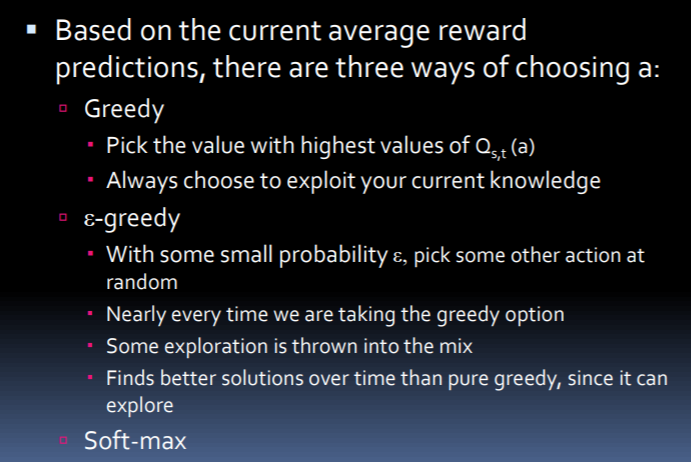 Based on the current average reward
predictions, there are three ways of choosing a:
Greedy
Pick the value with highest values of Qs,t (a)
Always choose to exploit your current knowledge
ε-greedy
With some small probability ε, pick some other action at
random
Nearly every time we are taking the greedy option
Some exploration is thrown into the mix
Finds better solutions over time than pure greedy, since it can
explore
Soft-max